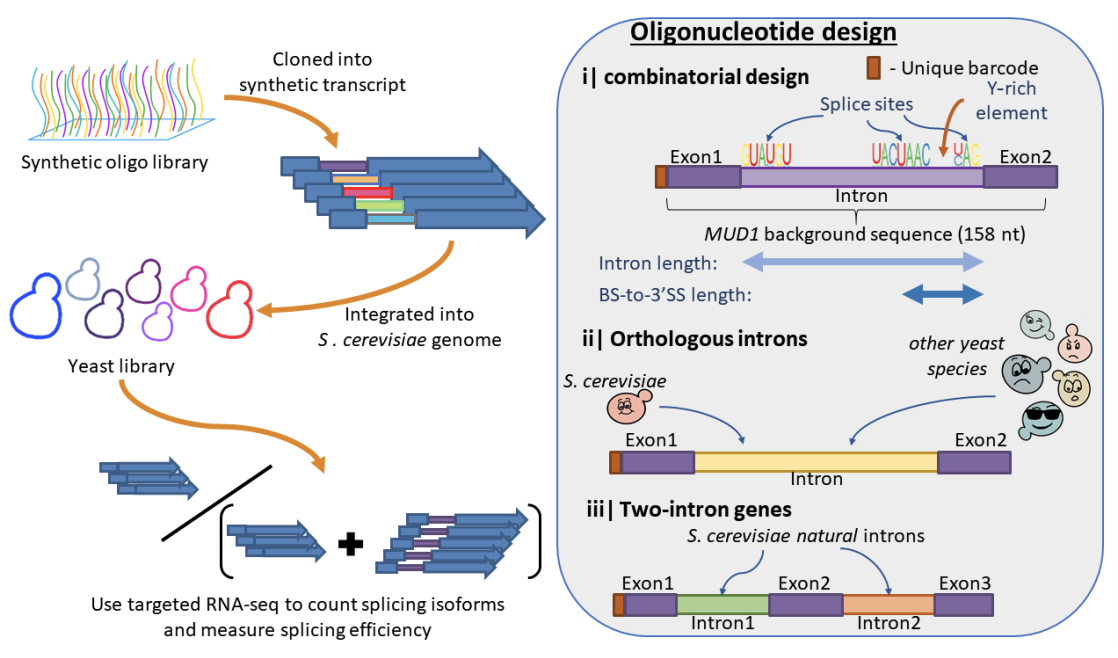 Synthetic oligo library
Cloned into
synthetic transcript
Integrated into
S . cerevisiae genome
Yeast library
Use targeted RNA-seq to count splicing isoforms
and measure splicing efficiency
Oligonucleotide design
i| combinatorial design
- Unique barcode
Splice sites
Y-rich
element
Exon1
GUAUGU
UACUAAC
UAG
C
Exon2
Intron
MUD1 background sequence (158 nt)
Intron length:
BS-to-3'SS length:
ii| Orthologous introns
S. cerevisiae
other yeast
species
Exon1
Exon2
Intron
iii| Two-intron genes
S. cerevisiae natural introns
Exon1
Exon2
Exon3
Intron1
Intron2